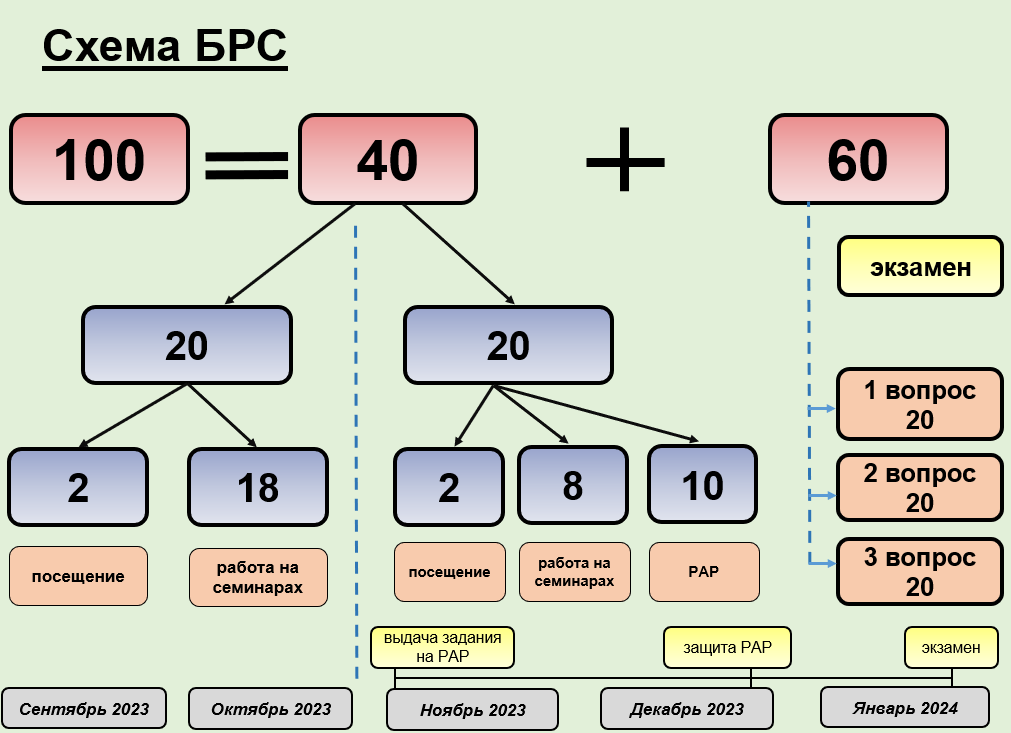 Схема БРС
100 = 40 + 60
экзамен
20
20
1 вопрос
20
2 вопрос
20
3 вопрос
20
2
18
2
8
10
посещение
работа на
семинарах
посещение
работа на
семинарах
РАР
выдача задания
на РАР
защита РАР
экзамен
Сентябрь 2023
Октябрь 2023
Ноябрь 2023
Декабрь 2023
Январь 2024